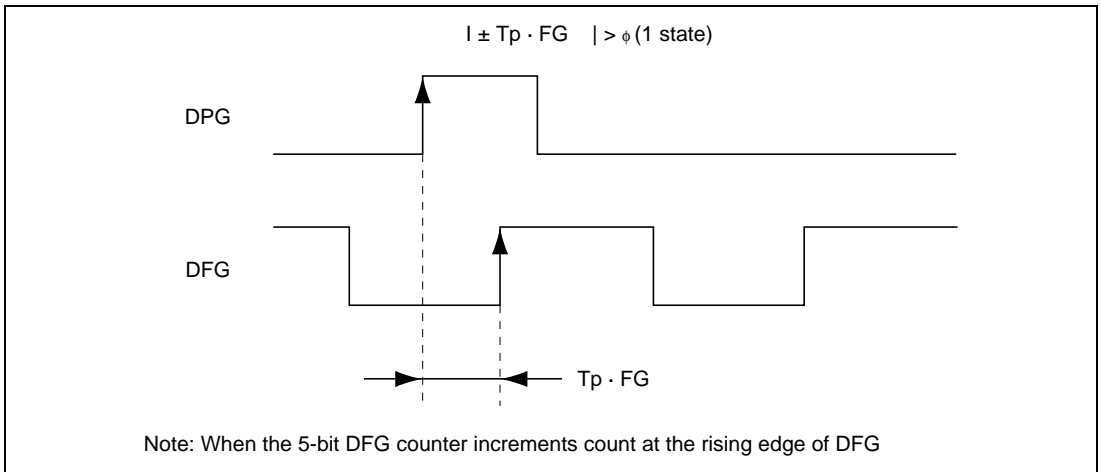 I ± Tp · FG | > ϕ (1 state)
DPG
DFG
Tp · FG
Note: When the 5-bit DFG counter increments count at the rising edge of DFG